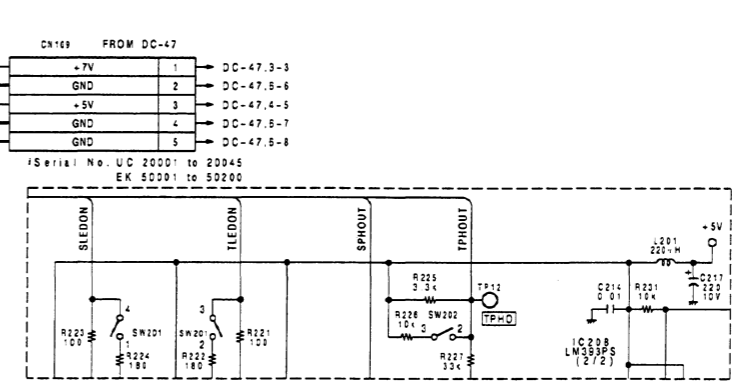 CN109 FROM DC-47
+7V 1 DC-47.3-3
GND 2 DC-47.5-6
+5V 3 DC-47.4-5
GND 4 DC-47.5-7
GND 5 DC-47.5-8
#Serial No. UC 20001 to 20045
EK 50001 to 50200
SLEDON
TLEDON
SPHOUT
TPHOUT
+5V
L201
220μH
R225
3.3k
TP12
TPHD
C214
0.01
R231
10k
+
C217
220
10V
R226
10k
3
SW202
2
R223
100
4
SW201
1
R224
180
3
SW201
2
R222
180
R221
100
R227
33k
IC208
LM393PS
(2/2)